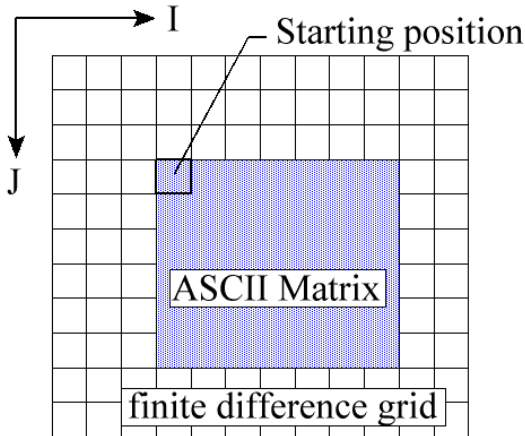 I
Starting position
J
ASCII Matrix
finite difference grid